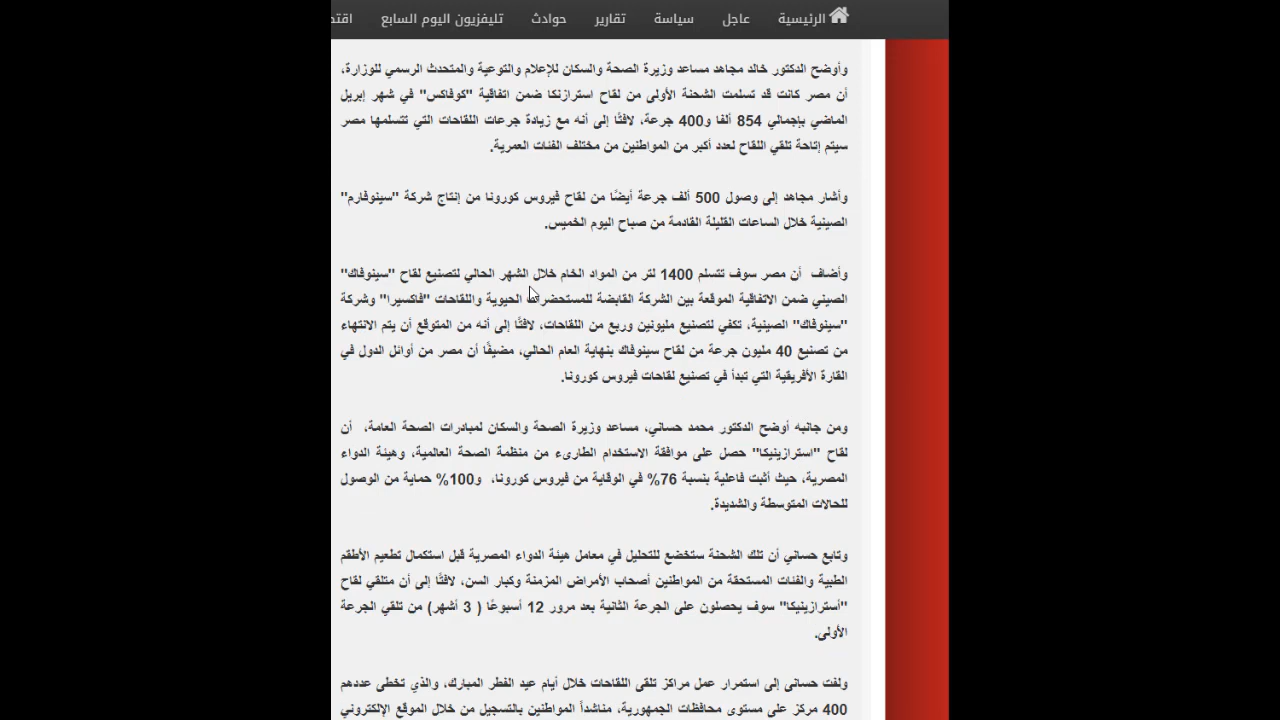 الرئيسية عاجل سياسة تقارير حوادث تليفزيون اليوم السابع اقتص
وأوضح الدكتور خالد مجاهد مساعد وزيرة الصحة والسكان للإعلام والتوعية والمتحدث الرسمي للوزارة،
أن مصر كانت قد تسلمت الشحنة الأولى من لقاح استرازنكا ضمن اتفاقية "كوفاكس" في شهر إبريل
الماضي بإجمالي 854 ألفا و400 جرعة، لافتًا إلى أنه مع زيادة جرعات اللقاحات التي تتسلمها مصر
سيتم إتاحة تلقي اللقاح لعدد أكبر من المواطنين من مختلف الفئات العمرية.
وأشار مجاهد إلى وصول 500 ألف جرعة أيضًا من لقاح فيروس كورونا من إنتاج شركة "سينوفارم"
الصينية خلال الساعات القليلة القادمة من صباح اليوم الخميس.
وأضاف أن مصر سوف تتسلم 1400 لتر من المواد الخام خلال الشهر الحالي لتصنيع لقاح "سينوفاك"
الصيني ضمن الاتفاقية الموقعة بين الشركة القابضة للمستحضرات الحيوية واللقاحات "فاكسيرا" وشركة
"سينوفاك" الصينية، تكفي لتصنيع مليونين وربع من اللقاحات، لافتًا إلى أنه من المتوقع أن يتم الانتهاء
من تصنيع 40 مليون جرعة من لقاح سينوفاك بنهاية العام الحالي، مضيفًا أن مصر من أوائل الدول في
القارة الأفريقية التي تبدأ في تصنيع لقاحات فيروس كورونا.
ومن جانبه أوضح الدكتور محمد حساني، مساعد وزيرة الصحة والسكان لمبادرات الصحة العامة، أن
لقاح "استرازينيكا" حصل على موافقة الاستخدام الطارىء من منظمة الصحة العالمية، وهيئة الدواء
المصرية، حيث أثبت فاعلية بنسبة 76% في الوقاية من فيروس كورونا، و100% حماية من الوصول
للحالات المتوسطة والشديدة.
وتابع حساني أن تلك الشحنة ستخضع للتحليل في معامل هيئة الدواء المصرية قبل استكمال تطعيم الأطقم
الطبية والفئات المستحقة من المواطنين أصحاب الأمراض المزمنة وكبار السن، لافتًا إلى أن متلقي لقاح
"أسترازينيكا" سوف يحصلون على الجرعة الثانية بعد مرور 12 أسبوعًا ( 3 أشهر) من تلقي الجرعة
الأولى.
ولفت حساني إلى استمرار عمل مراكز تلقى اللقاحات خلال أيام عيد الفطر المبارك، والذي تخطى عددهم
400 مركز على مستوى محافظات الجمهورية، مناشداً المواطنين بالتسجيل من خلال الموقع الإلكتروني